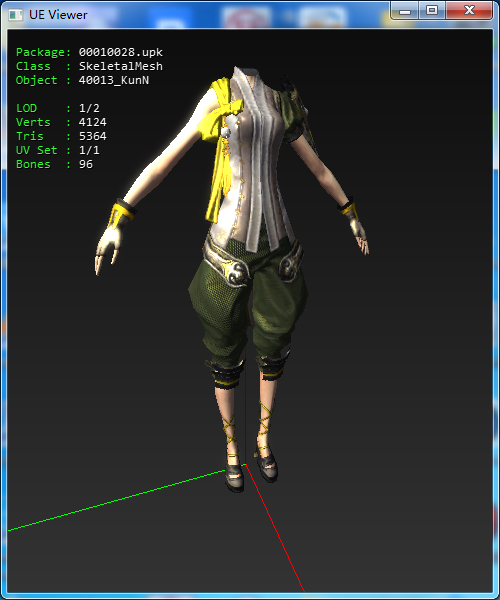 UE Viewer
Package: 00010028.upk
Class : SkeletalMesh
Object : 40013_KunN
LOD : 1/2
Verts : 4124
Tris : 5364
UV Set : 1/1
Bones : 96